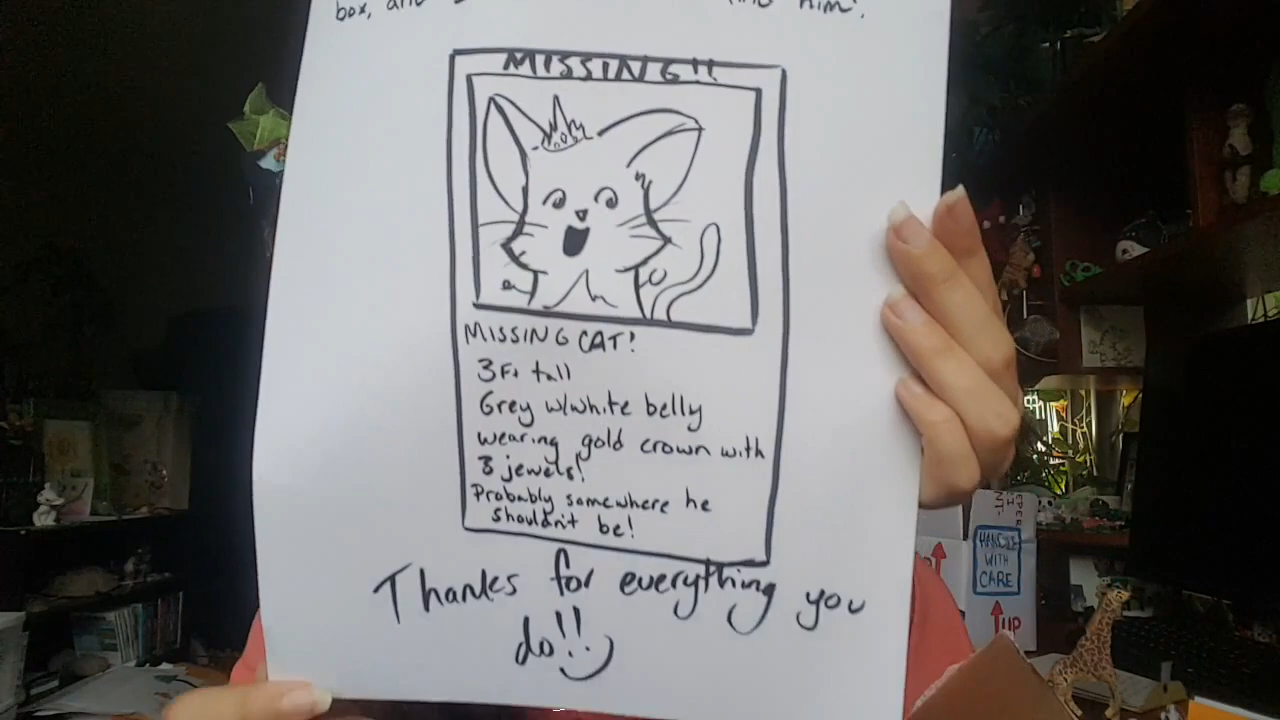 box, and
him.
MISSING!!
MISSING CAT!
3Ft tall
Grey w/white belly
wearing gold crown with
3 jewels!
Probably somewhere he
shouldn't be!
Thanks for everything you
do!!
HANDLE
WITH
CARE
UP